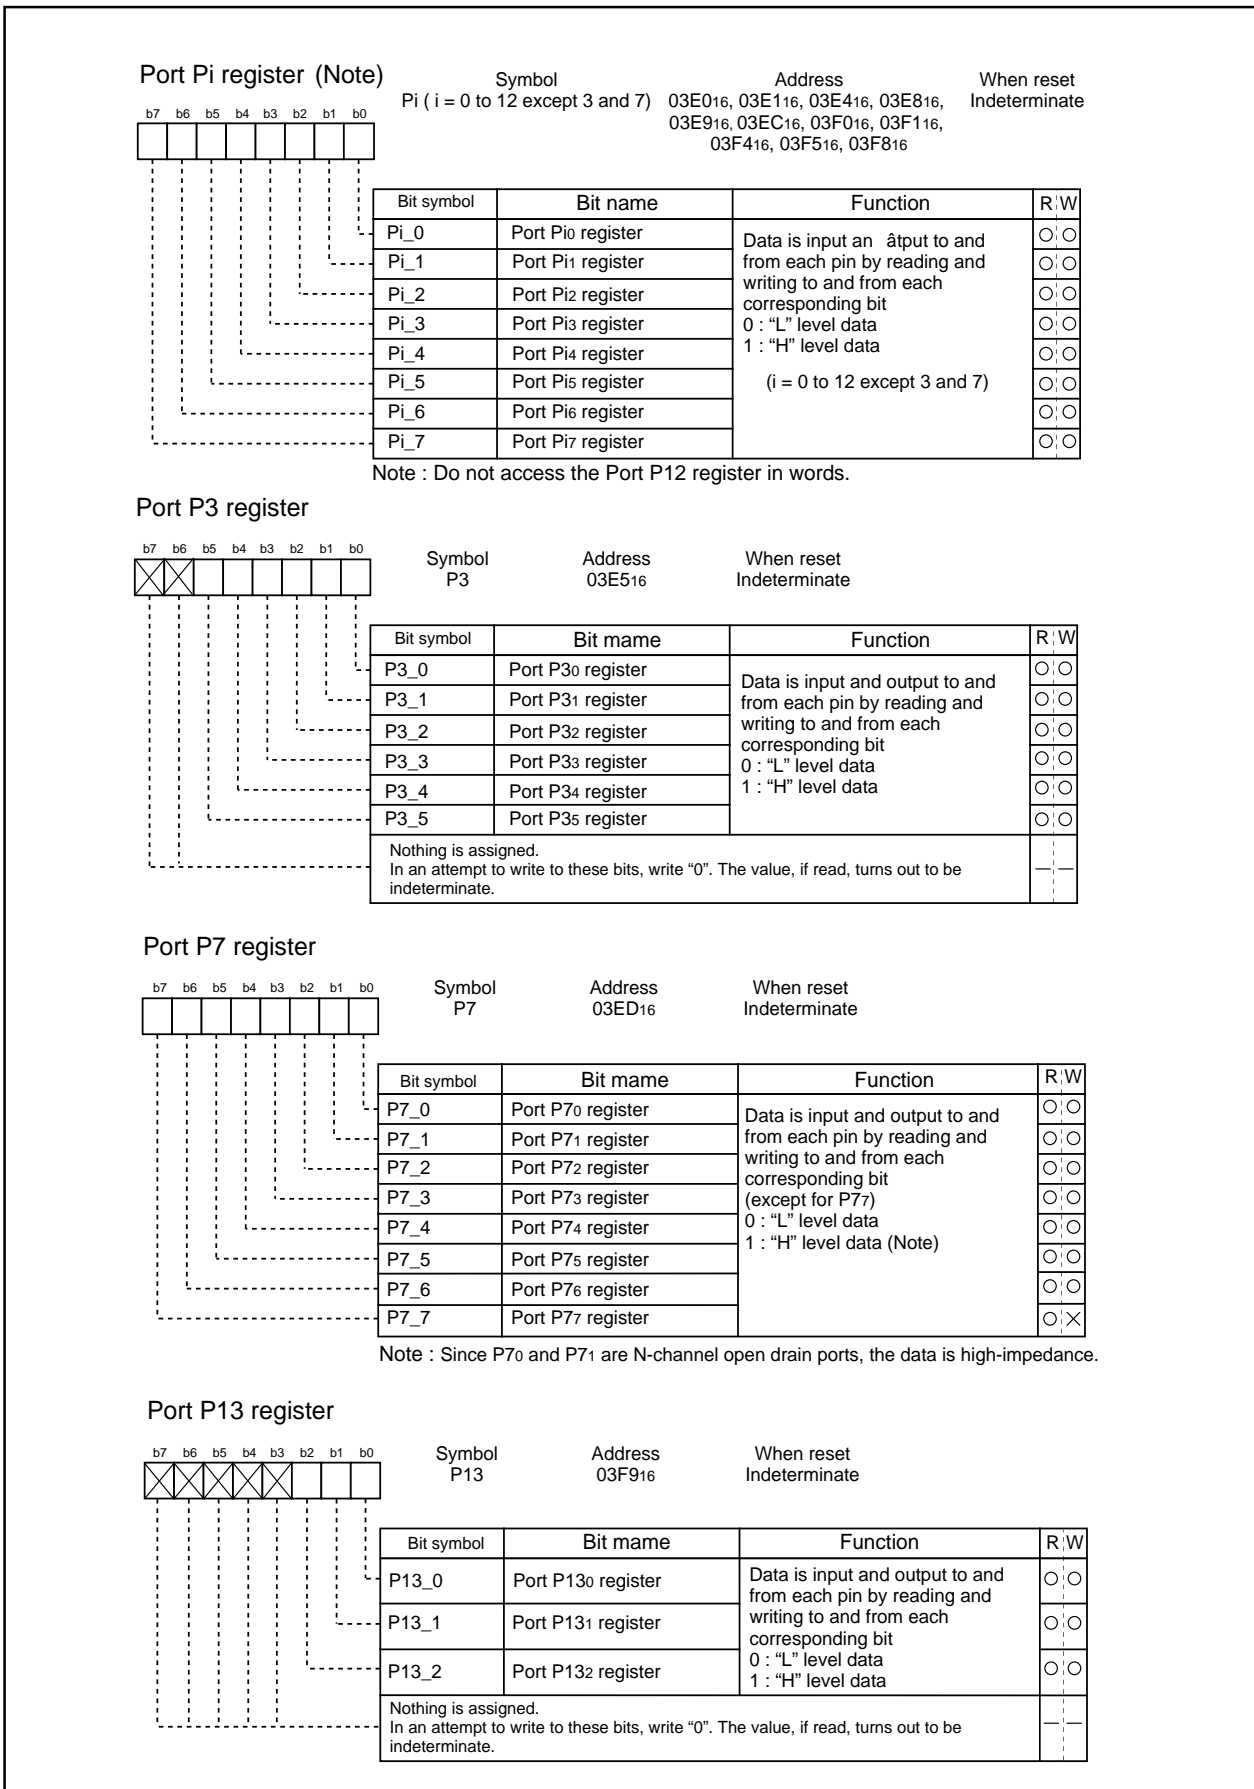 Port Pi register (Note)
Symbol Address When reset
Pi ( i = 0 to 12 except 3 and 7) 03E016, 03E116, 03E416, 03E816, Indeterminate
03E916, 03EC16, 03F016, 03F116,
03F416, 03F516, 03F816
b7 b6 b5 b4 b3 b2 b1 b0
Bit symbol Bit name Function R W
Pi_0 Port Pi0 register
Pi_1 Port Pi1 register
Pi_2 Port Pi2 register
Pi_3 Port Pi3 register
Pi_4 Port Pi4 register
Pi_5 Port Pi5 register
Pi_6 Port Pi6 register
Pi_7 Port Pi7 register
Data is input an âtput to and
from each pin by reading and
writing to and from each
corresponding bit
0 : “L” level data
1 : “H” level data
(i = 0 to 12 except 3 and 7)
Note : Do not access the Port P12 register in words.
Port P3 register
b7 b6 b5 b4 b3 b2 b1 b0
Symbol Address When reset
P3 03E516 Indeterminate
Bit symbol Bit mame Function R W
P3_0 Port P30 register
P3_1 Port P31 register
P3_2 Port P32 register
P3_3 Port P33 register
P3_4 Port P34 register
P3_5 Port P35 register
Data is input and output to and
from each pin by reading and
writing to and from each
corresponding bit
0 : “L” level data
1 : “H” level data
Nothing is assigned.
In an attempt to write to these bits, write “0”. The value, if read, turns out to be
indeterminate.
Port P7 register
b7 b6 b5 b4 b3 b2 b1 b0
Symbol Address When reset
P7 03ED16 Indeterminate
Bit symbol Bit mame Function R W
P7_0 Port P70 register
P7_1 Port P71 register
P7_2 Port P72 register
P7_3 Port P73 register
P7_4 Port P74 register
P7_5 Port P75 register
P7_6 Port P76 register
P7_7 Port P77 register
Data is input and output to and
from each pin by reading and
writing to and from each
corresponding bit
(except for P77)
0 : “L” level data
1 : “H” level data (Note)
Note : Since P70 and P71 are N-channel open drain ports, the data is high-impedance.
Port P13 register
b7 b6 b5 b4 b3 b2 b1 b0
Symbol Address When reset
P13 03F916 Indeterminate
Bit symbol Bit mame Function R W
P13_0 Port P130 register
P13_1 Port P131 register
P13_2 Port P132 register
Data is input and output to and
from each pin by reading and
writing to and from each
corresponding bit
0 : “L” level data
1 : “H” level data
Nothing is assigned.
In an attempt to write to these bits, write “0”. The value, if read, turns out to be
indeterminate.